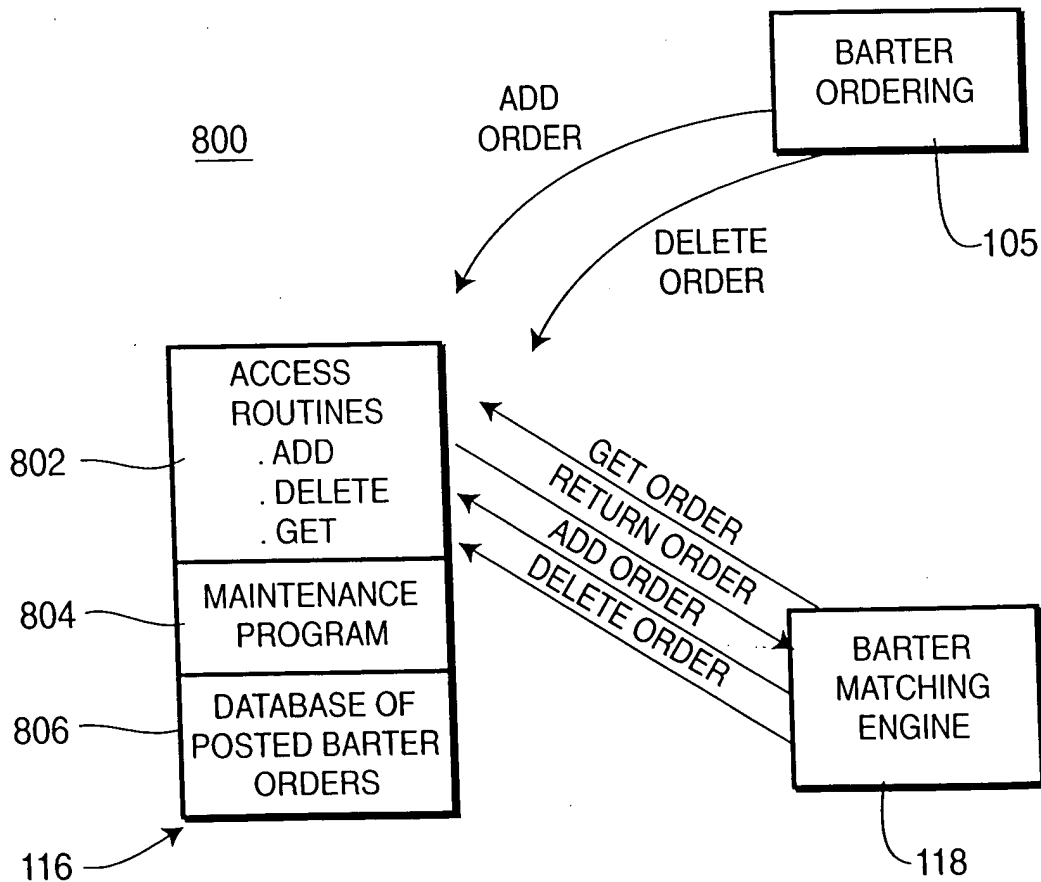 800
ADD
ORDER
BARTER
ORDERING
105
DELETE
ORDER
ACCESS
ROUTINES
. ADD
. DELETE
. GET
802
GET ORDER
RETURN ORDER
ADD ORDER
DELETE ORDER
MAINTENANCE
PROGRAM
804
DATABASE OF
POSTED BARTER
ORDERS
806
BARTER
MATCHING
ENGINE
116
118